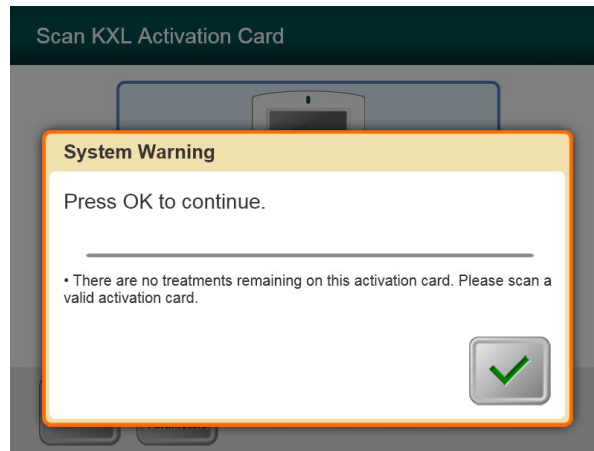 Scan KXL Activation Card
System Warning
Press OK to continue.
• There are no treatments remaining on this activation card. Please scan a
valid activation card.
Parameters